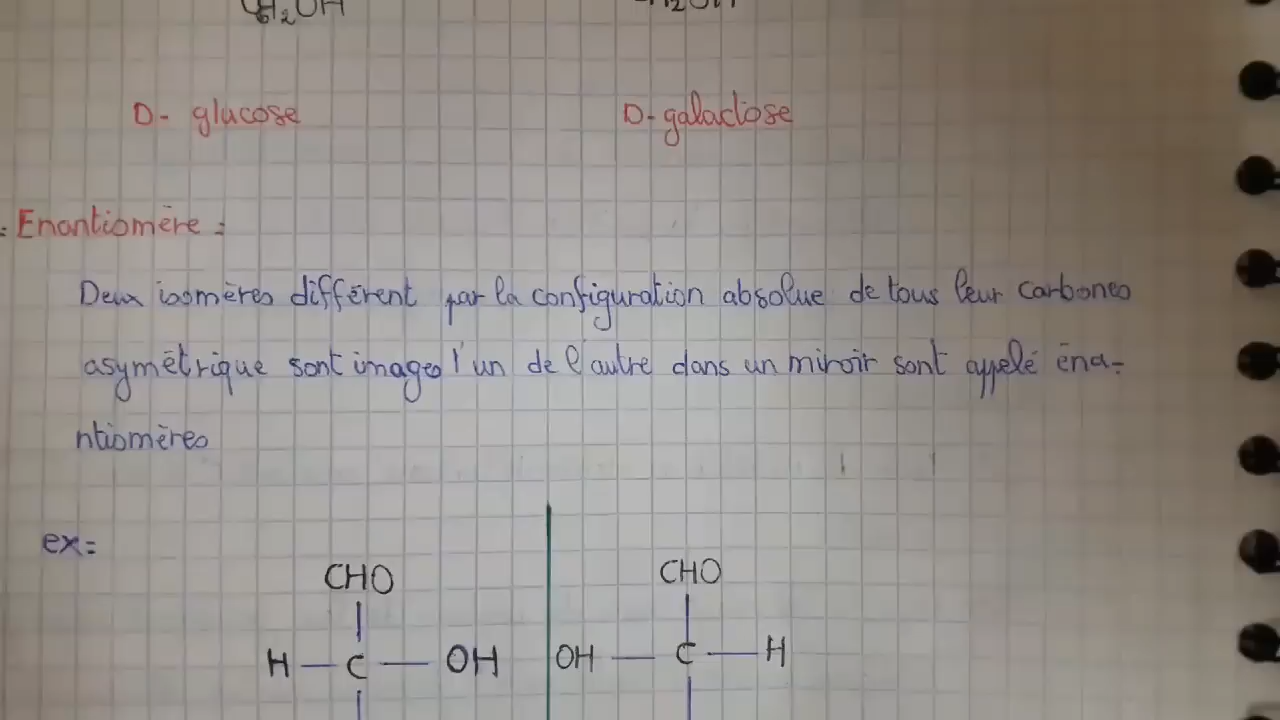 CH₂OH
D- glucose D- galactose
: Enantiomère :
Deux isomères différent par la configuration absolue de tous leur carbones
asymétrique sont images l'un de l'autre dans un miroir sont appelé éna-
ntiomères
ex=
CHO CHO
H — C — OH OH — C — H